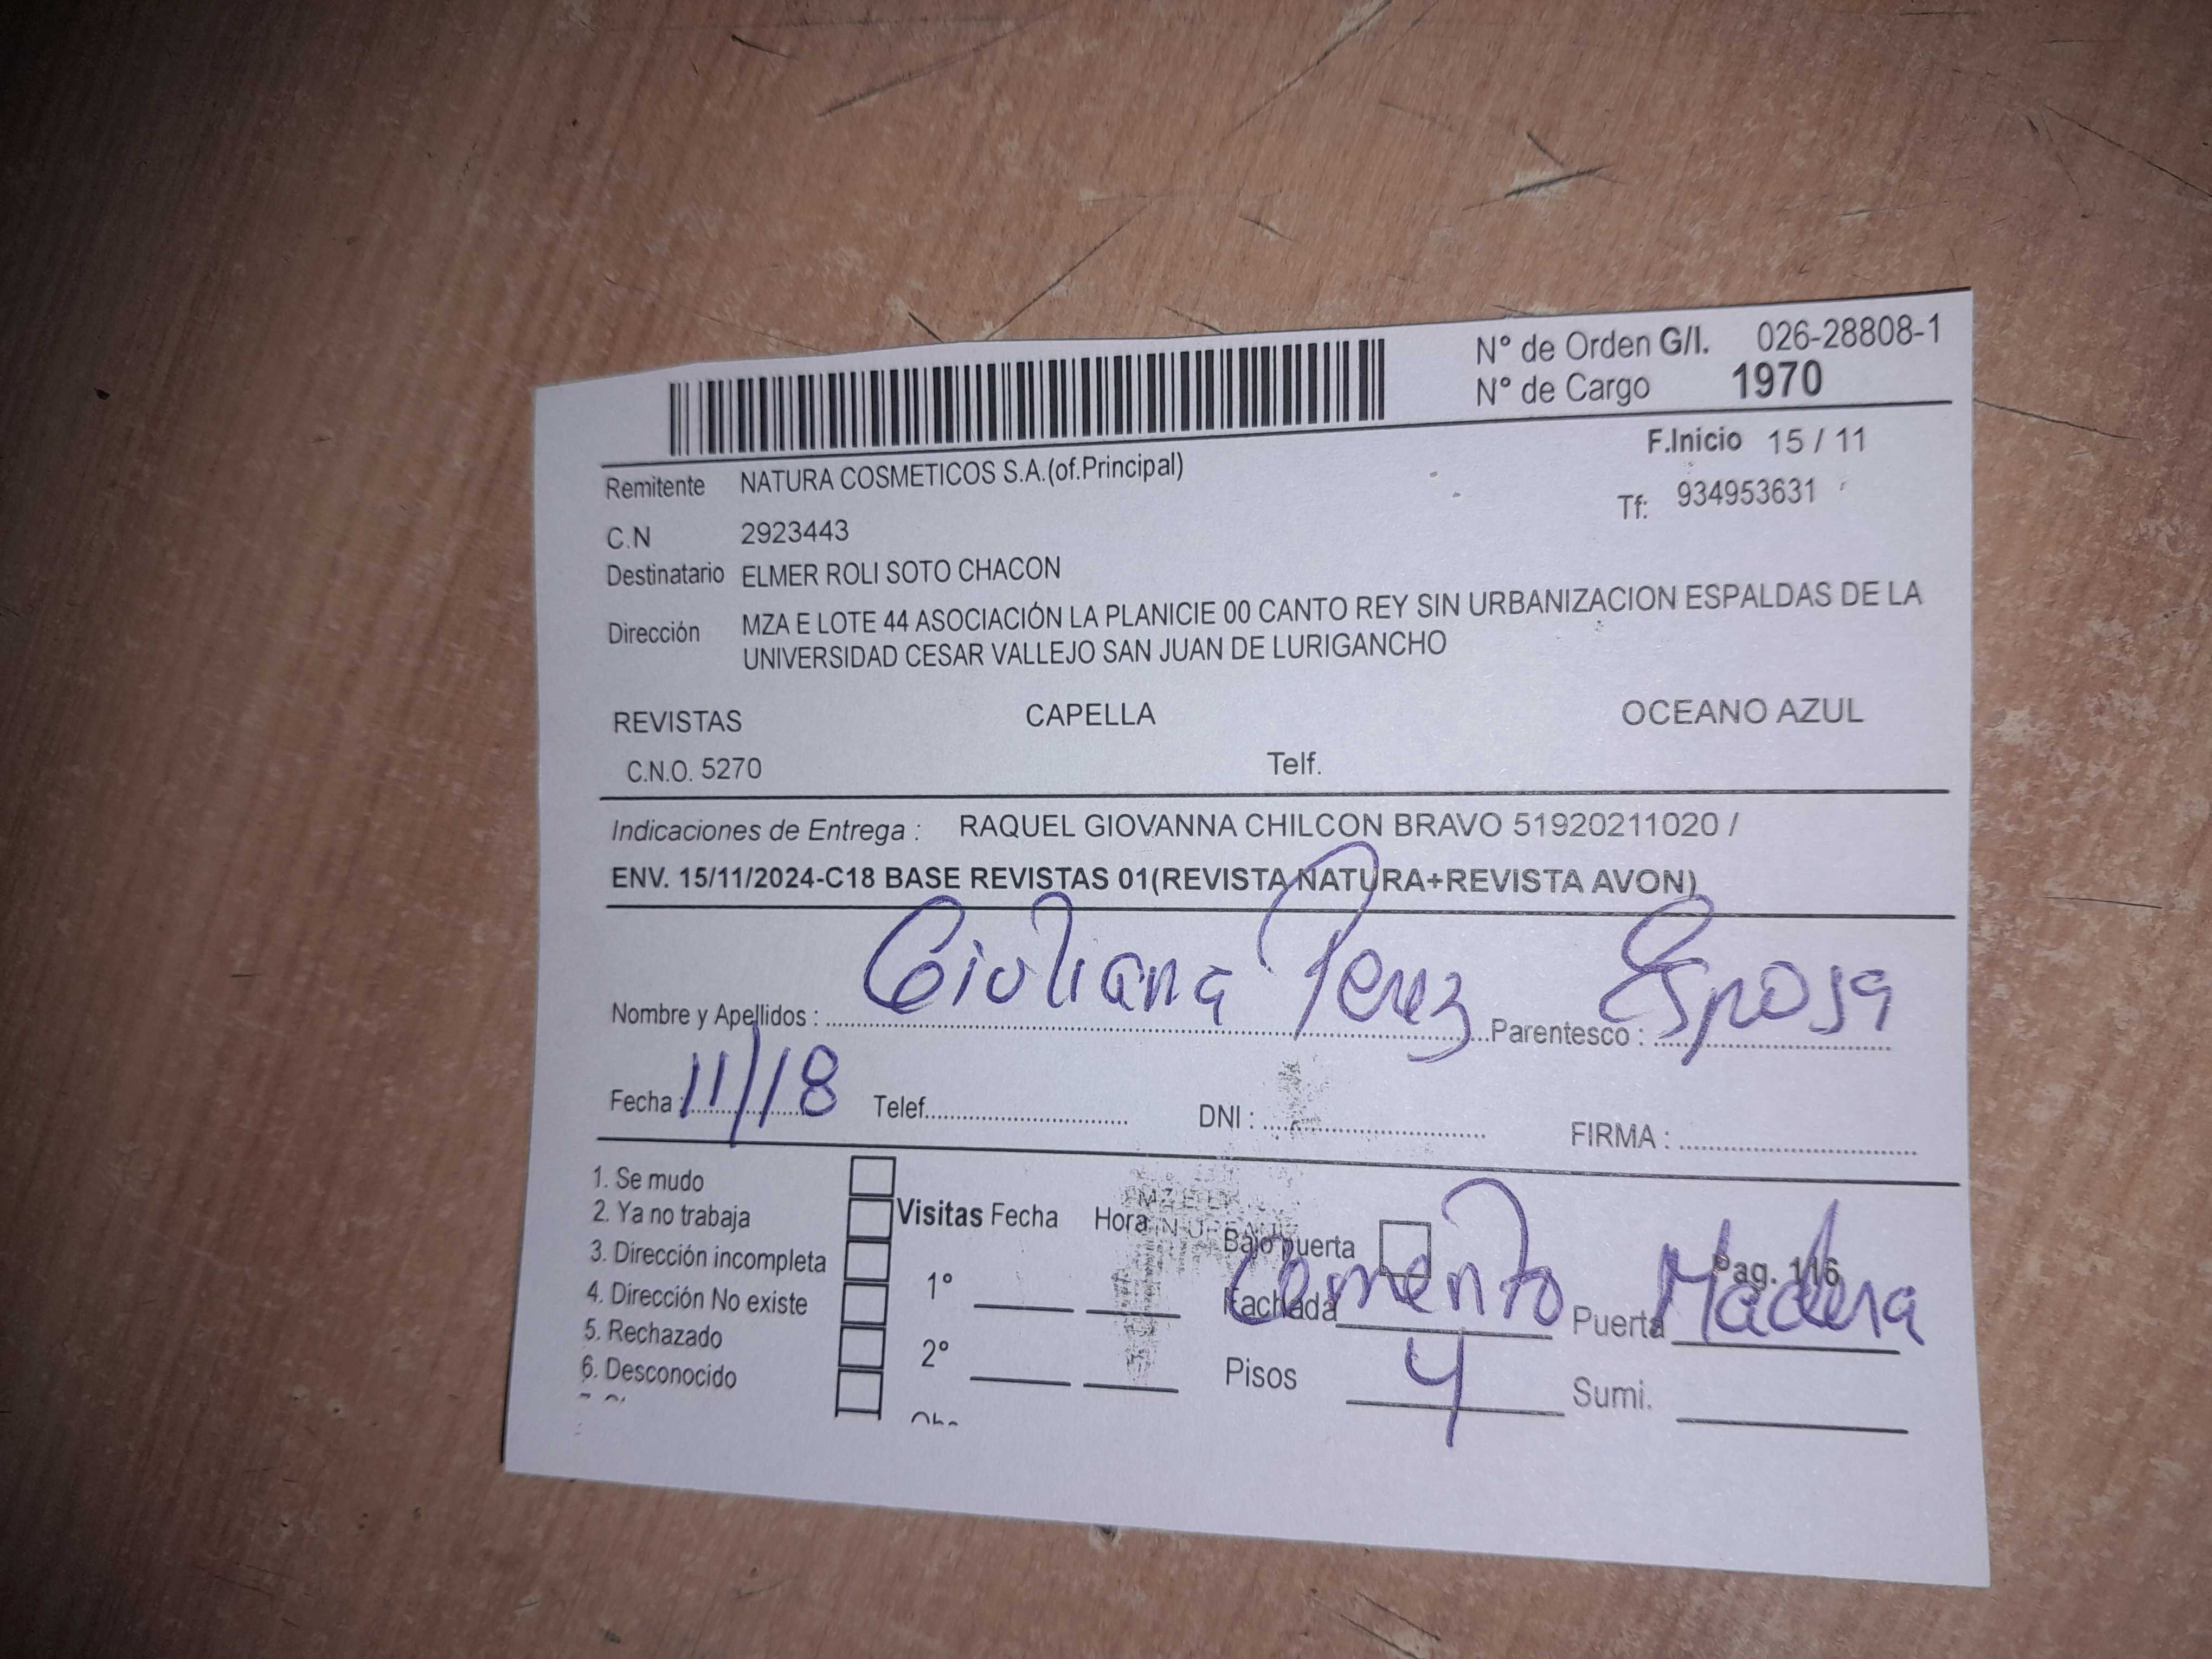 N° de Orden G/I. 026-28808-1
N° de Cargo 1970
F.Inicio 15 / 11
Remitente NATURA COSMETICOS S.A.(of.Principal)
Tf: 934953631
C.N 2923443
Destinatario ELMER ROLI SOTO CHACON
Dirección MZA E LOTE 44 ASOCIACIÓN LA PLANICIE 00 CANTO REY SIN URBANIZACION ESPALDAS DE LA
UNIVERSIDAD CESAR VALLEJO SAN JUAN DE LURIGANCHO
REVISTAS CAPELLA OCEANO AZUL
C.N.O. 5270 Telf.
Indicaciones de Entrega : RAQUEL GIOVANNA CHILCON BRAVO 51920211020 /
ENV. 15/11/2024-C18 BASE REVISTAS 01(REVISTA NATURA+REVISTA AVON)
Nombre y Apellidos : Giuliana Perez Parentesco : Esposa
Fecha : 11/18 Telef. DNI : FIRMA :
1. Se mudo
2. Ya no trabaja Visitas Fecha Hora Bajo puerta
3. Dirección incompleta Pag. 116
4. Dirección No existe 1° Fachada Cemento Puerta Madera
5. Rechazado
6. Desconocido 2° Pisos 4 Sumi.